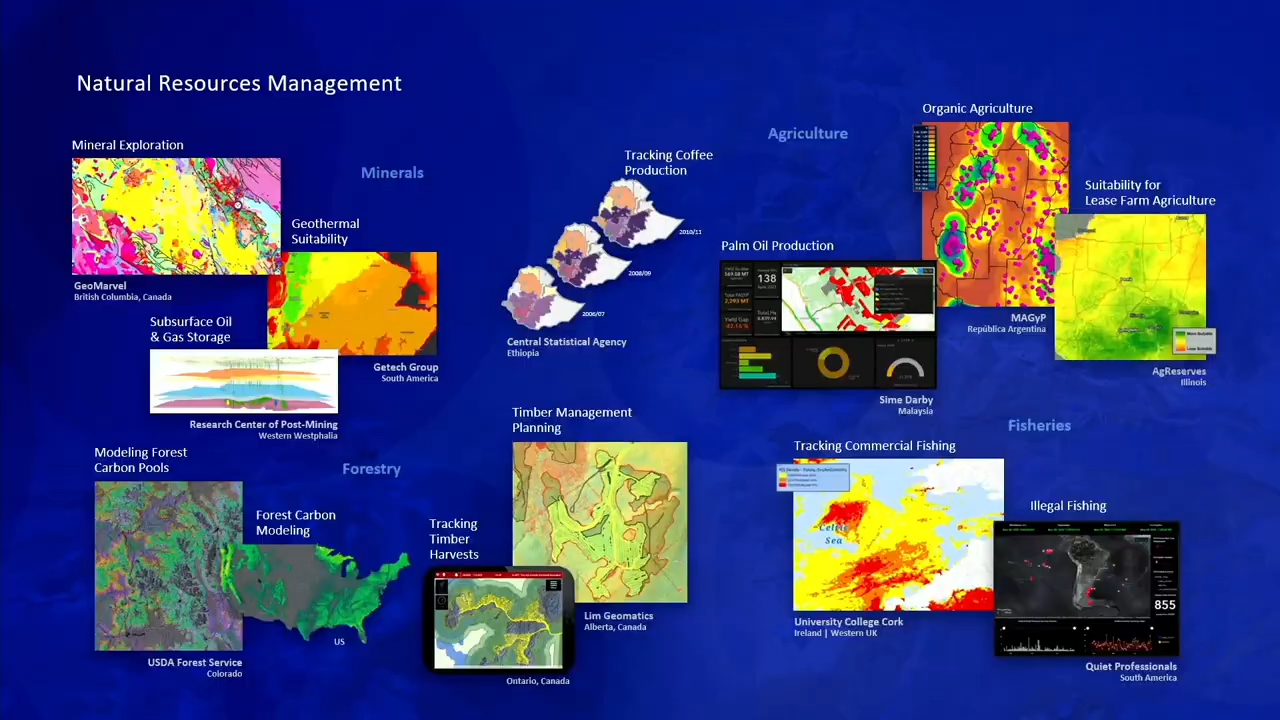 Natural Resources Management
Mineral Exploration
Minerals
GeoMarvel
British Columbia, Canada
Geothermal
Suitability
Getech Group
South America
Subsurface Oil
& Gas Storage
Research Center of Post-Mining
Western Westphalia
Agriculture
Tracking Coffee
Production
2010/11
2008/09
2006/07
Central Statistical Agency
Ethiopia
Palm Oil Production
138
Sime Darby
Malaysia
Organic Agriculture
MAGyP
Républica Argentina
Suitability for
Lease Farm Agriculture
More Suitable
Less Suitable
AgReserves
Illinois
Forestry
Modeling Forest
Carbon Pools
USDA Forest Service
Colorado
Forest Carbon
Modeling
US
Tracking
Timber
Harvests
Ontario, Canada
Timber Management
Planning
Lim Geomatics
Alberta, Canada
Fisheries
Tracking Commercial Fishing
Celtic
Sea
University College Cork
Ireland | Western UK
Illegal Fishing
855
Quiet Professionals
South America